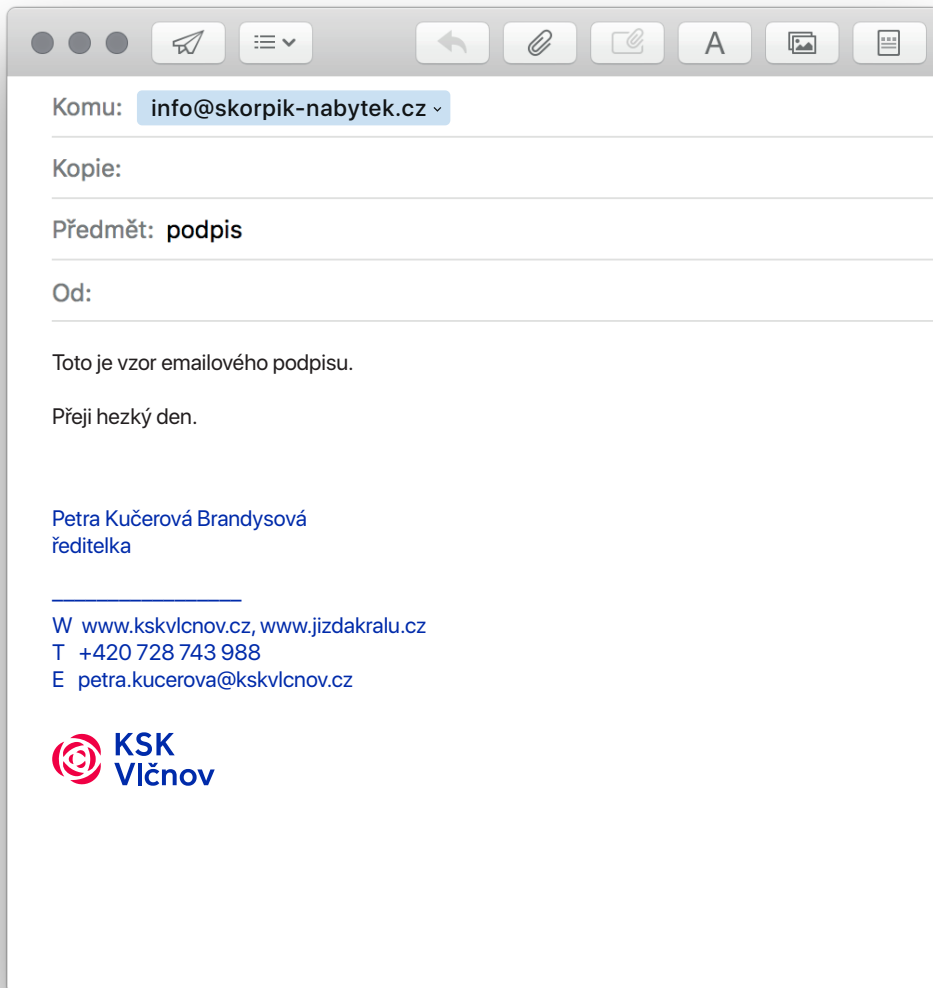 Komu: info@skorpik-nabytek.cz
Kopie:
Předmět: podpis
Od:
Toto je vzor emailového podpisu.
Přeji hezký den.
Petra Kučerová Brandysová
ředitelka
_________________
W www.kskvlcnov.cz, www.jizdakralu.cz
T +420 728 743 988
E petra.kucerova@kskvlcnov.cz
KSK
Vlčnov